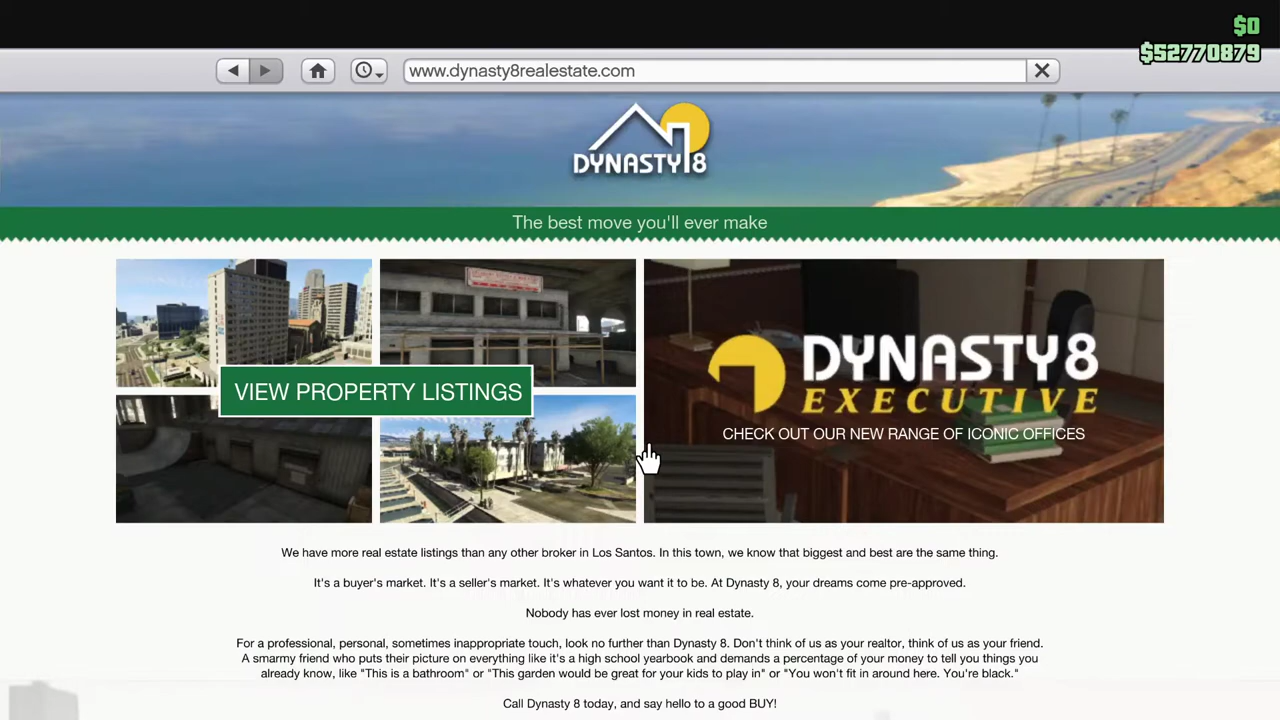 $0
$52770879
www.dynasty8realestate.com
DYNASTY 8
The best move you'll ever make
VIEW PROPERTY LISTINGS
DYNASTY 8
EXECUTIVE
CHECK OUT OUR NEW RANGE OF ICONIC OFFICES
We have more real estate listings than any other broker in Los Santos. In this town, we know that biggest and best are the same thing.
It's a buyer's market. It's a seller's market. It's whatever you want it to be. At Dynasty 8, your dreams come pre-approved.
Nobody has ever lost money in real estate.
For a professional, personal, sometimes inappropriate touch, look no further than Dynasty 8. Don't think of us as your realtor, think of us as your friend.
A smarmy friend who puts their picture on everything like it's a high school yearbook and demands a percentage of your money to tell you things you
already know, like "This is a bathroom" or "This garden would be great for your kids to play in" or "You won't fit in around here. You're black."
Call Dynasty 8 today, and say hello to a good BUY!